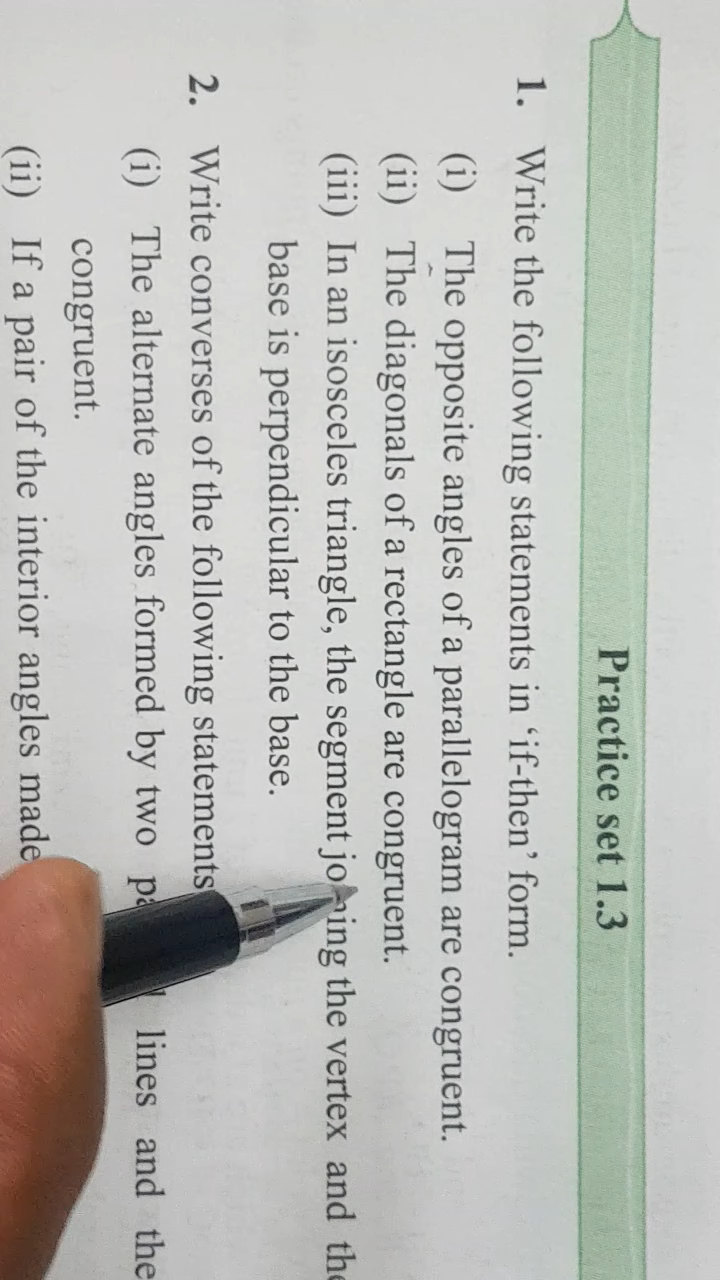 Practice set 1.3
1. Write the following statements in ‘if-then’ form.
(i) The opposite angles of a parallelogram are congruent.
(ii) The diagonals of a rectangle are congruent.
(iii) In an isosceles triangle, the segment joining the vertex and the
base is perpendicular to the base.
2. Write converses of the following statements
(i) The alternate angles formed by two lines and the
congruent.
(ii) If a pair of the interior angles made